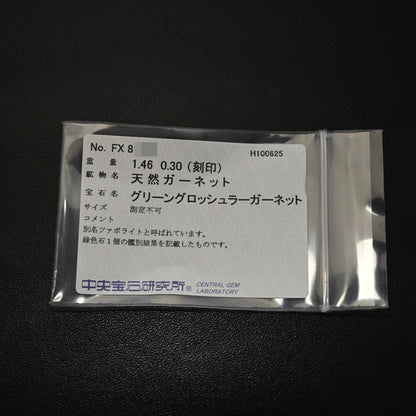 No. FX 8
H100625
重 量 1.46 0.30 (刻印)
鉱 物 名 天然ガーネット
宝 石 名 グリーングロッシュラーガーネット
サイズ 測定不可
コメント
別名ツァボライトと呼ばれています。
緑色石1個の鑑別結果を記載したものです。
中央宝石研究所® CENTRAL GEM
LABORATORY